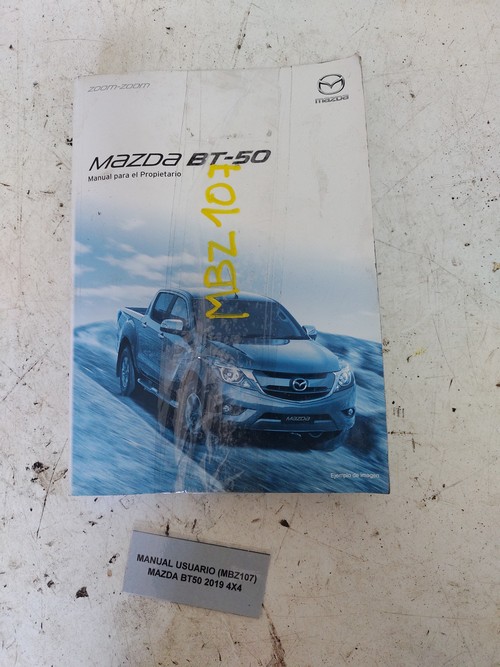 zoom-zoom
mazda
mazda BT-50
Manual para el Propietario
MBZ107
MAZDA
Ejemplo de imagen
MANUAL USUARIO (MBZ107)
MAZDA BT50 2019 4X4